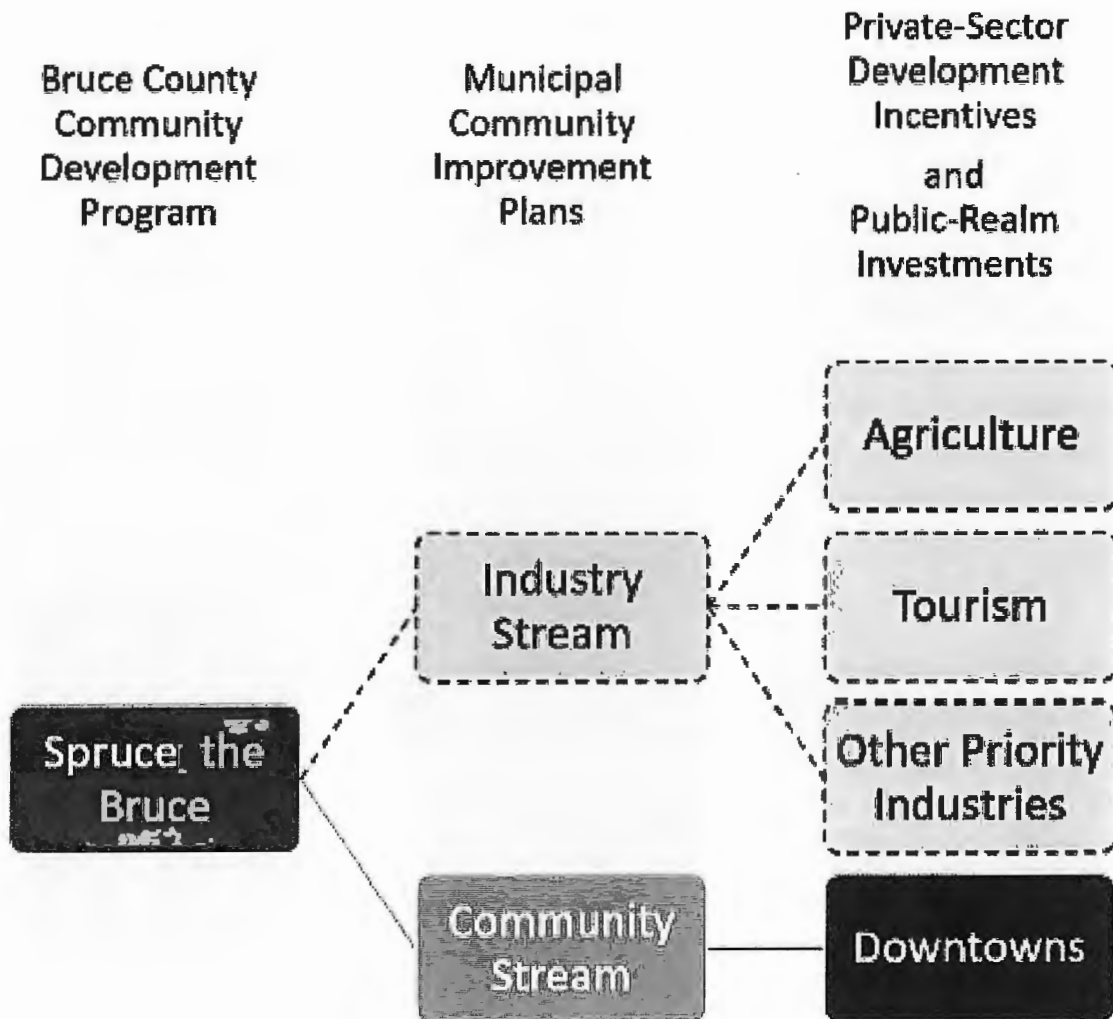 Bruce County
Community
Development
Program
Municipal
Community
Improvement
Plans
Private-Sector
Development
Incentives
and
Public-Realm
Investments
Agriculture
Industry
Stream
Tourism
Spruce the
Bruce
Other Priority
Industries
Community
Stream
Downtowns